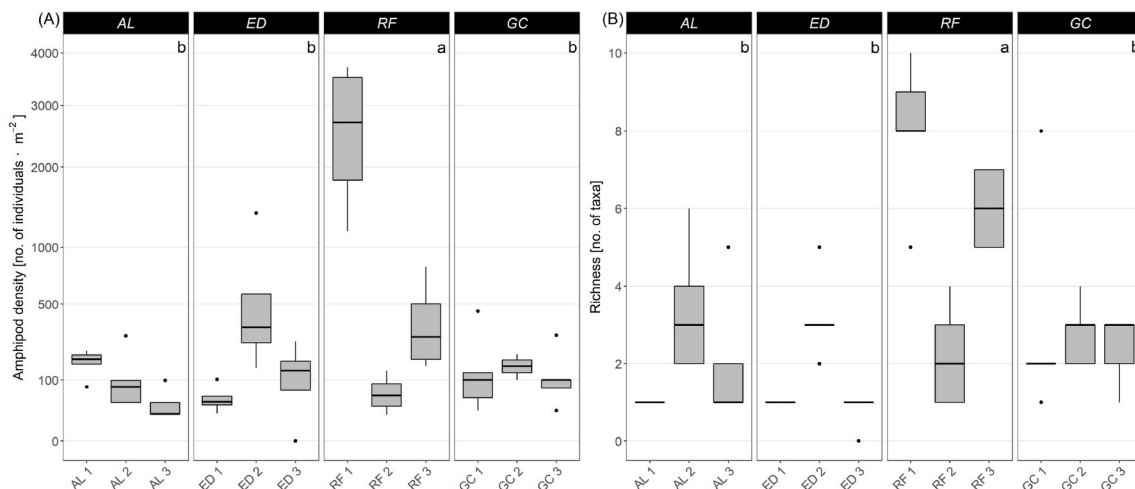 (A)
AL
ED
RF
GC
b
b
a
b
Amphipod density [no. of individuals · m⁻²]
4000
3000
2000
1000
500
100
0
AL 1
AL 2
AL 3
ED 1
ED 2
ED 3
RF 1
RF 2
RF 3
GC 1
GC 2
GC 3
(B)
AL
ED
RF
GC
b
b
a
b
Richness [no. of taxa]
10
8
6
4
2
0
AL 1
AL 2
AL 3
ED 1
ED 2
ED 3
RF 1
RF 2
RF 3
GC 1
GC 2
GC 3